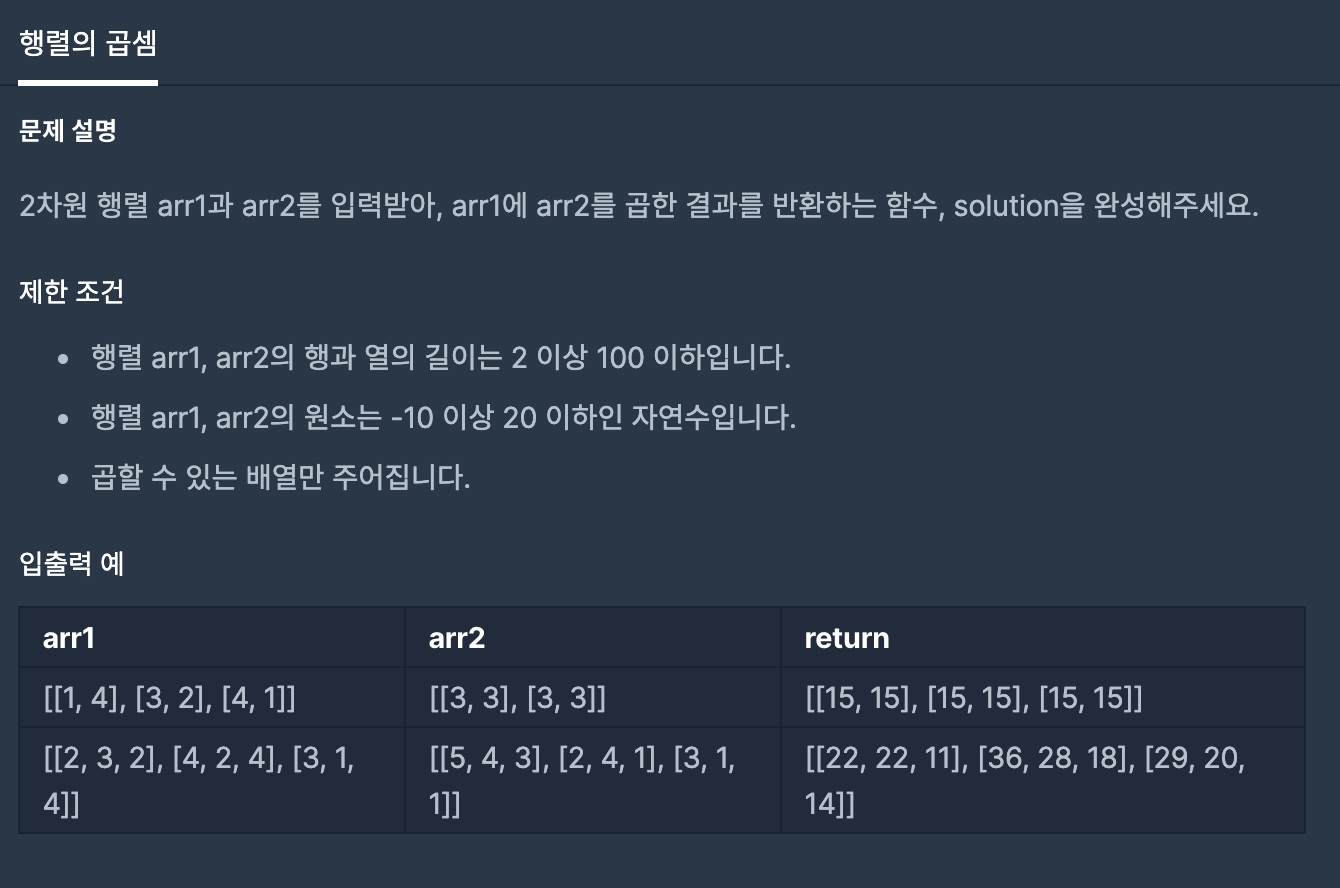 행렬의 곱셈
문제 설명
2차원 행렬 arr1과 arr2를 입력받아, arr1에 arr2를 곱한 결과를 반환하는 함수, solution을 완성해주세요.
제한 조건
• 행렬 arr1, arr2의 행과 열의 길이는 2 이상 100 이하입니다.
• 행렬 arr1, arr2의 원소는 -10 이상 20 이하인 자연수입니다.
• 곱할 수 있는 배열만 주어집니다.
입출력 예
arr1 arr2 return
[[1, 4], [3, 2], [4, 1]] [[3, 3], [3, 3]] [[15, 15], [15, 15], [15, 15]]
[[2, 3, 2], [4, 2, 4], [3, 1, [[5, 4, 3], [2, 4, 1], [3, 1, [[22, 22, 11], [36, 28, 18], [29, 20,
4]] 1]] 14]]